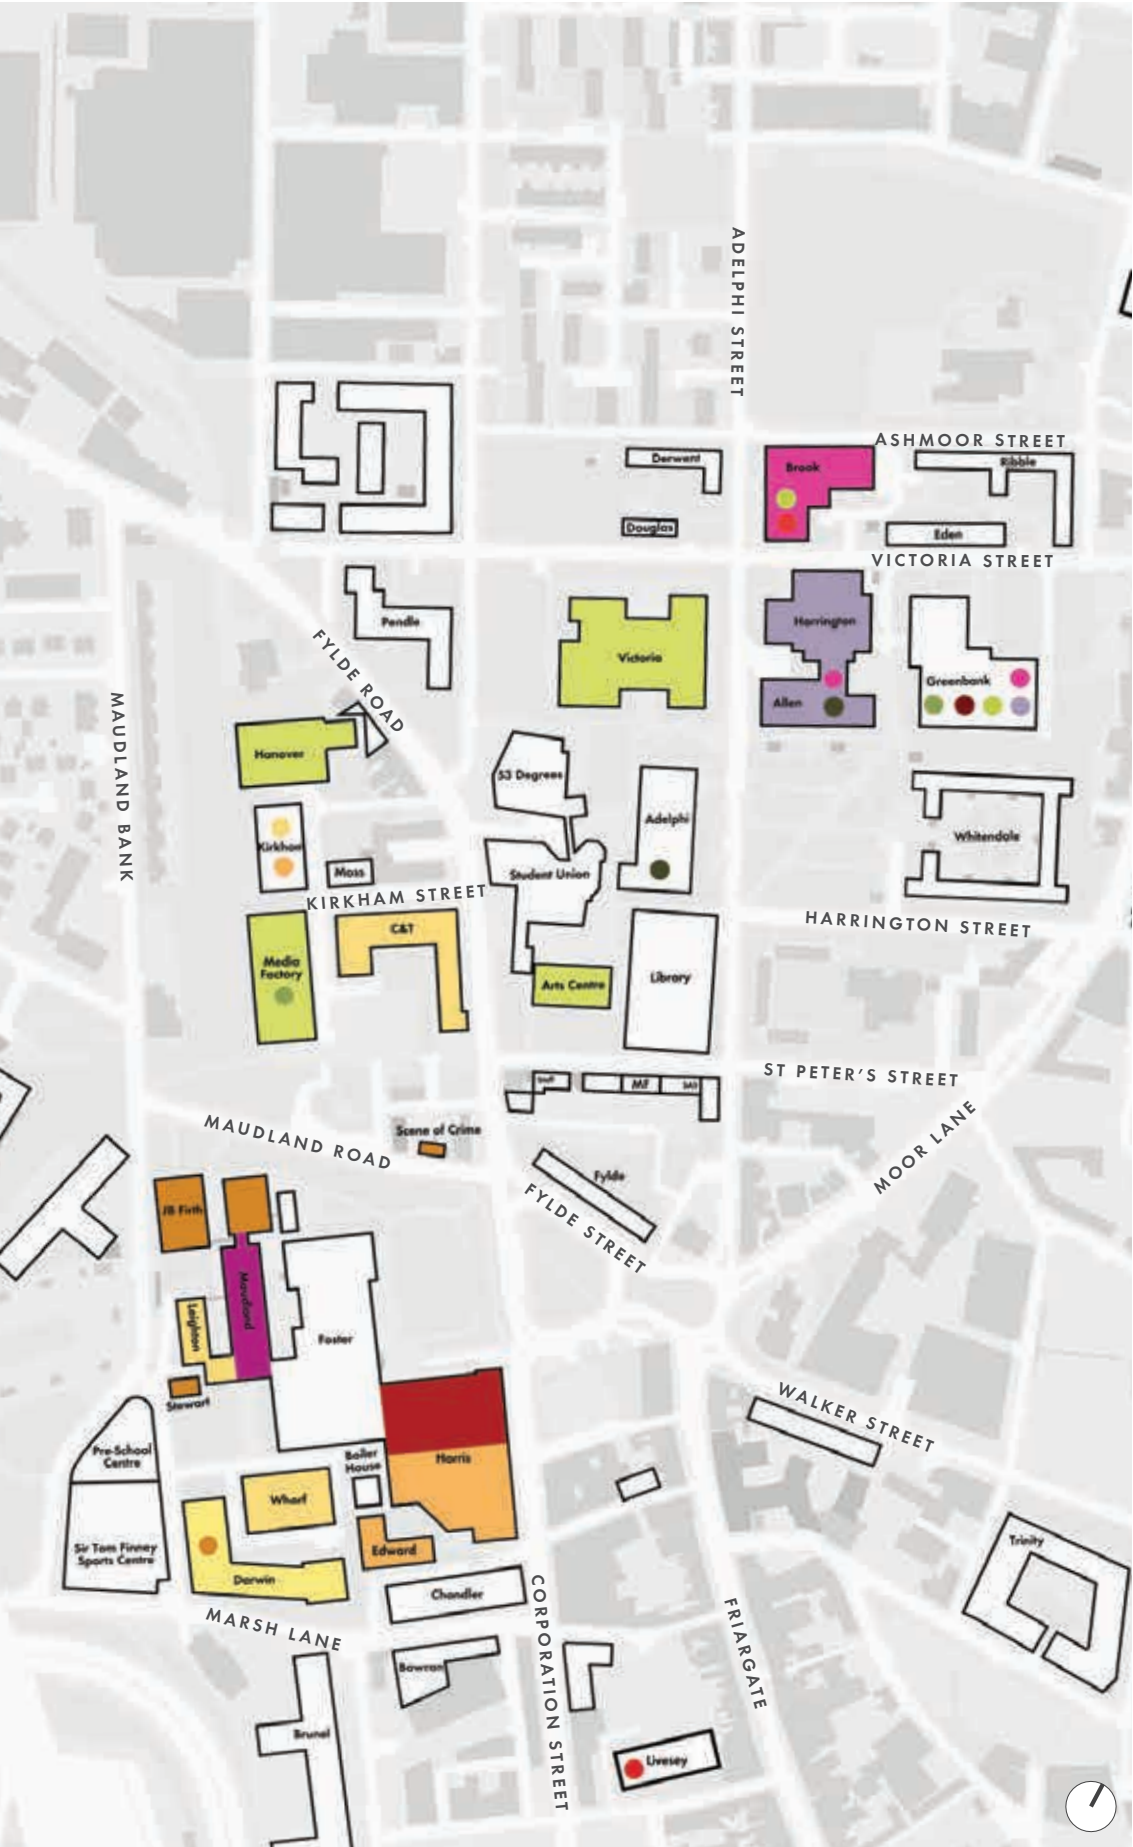 ADELPHI STREET
ASHMOOR STREET
Derwent
Brook
Ribble
Douglas
Eden
VICTORIA STREET
Pendle
FYLDE ROAD
Victoria
Harrington
Greenbank
Allen
MAUDLAND BANK
Hanover
53 Degrees
Adelphi
Whitendale
Kirkham
Moss
Student Union
KIRKHAM STREET
HARRINGTON STREET
C&T
Media
Factory
Arts Centre
Library
ST PETER'S STREET
MF
MAUDLAND ROAD
Scene of Crime
MOOR LANE
Fylde
FYLDE STREET
JB Firth
Maudland
Leighton
Foster
Stewart
WALKER STREET
Pre-School
Centre
Boiler
House
Harris
Wharf
Sir Tom Finney
Sports Centre
Edward
Darwin
Trinity
Chandler
MARSH LANE
CORPORATION STREET
FRIARGATE
Bowran
Brunel
Livesey